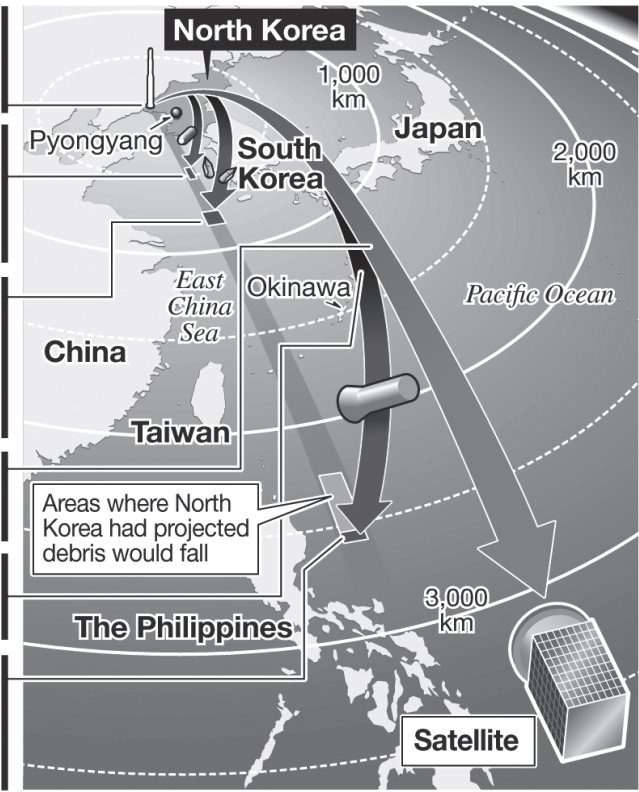 North Korea
1,000
km
Japan
Pyongyang
South
Korea
2,000
km
East
China
Sea
Okinawa
Pacific Ocean
China
Taiwan
Areas where North
Korea had projected
debris would fall
3,000
km
The Philippines
Satellite